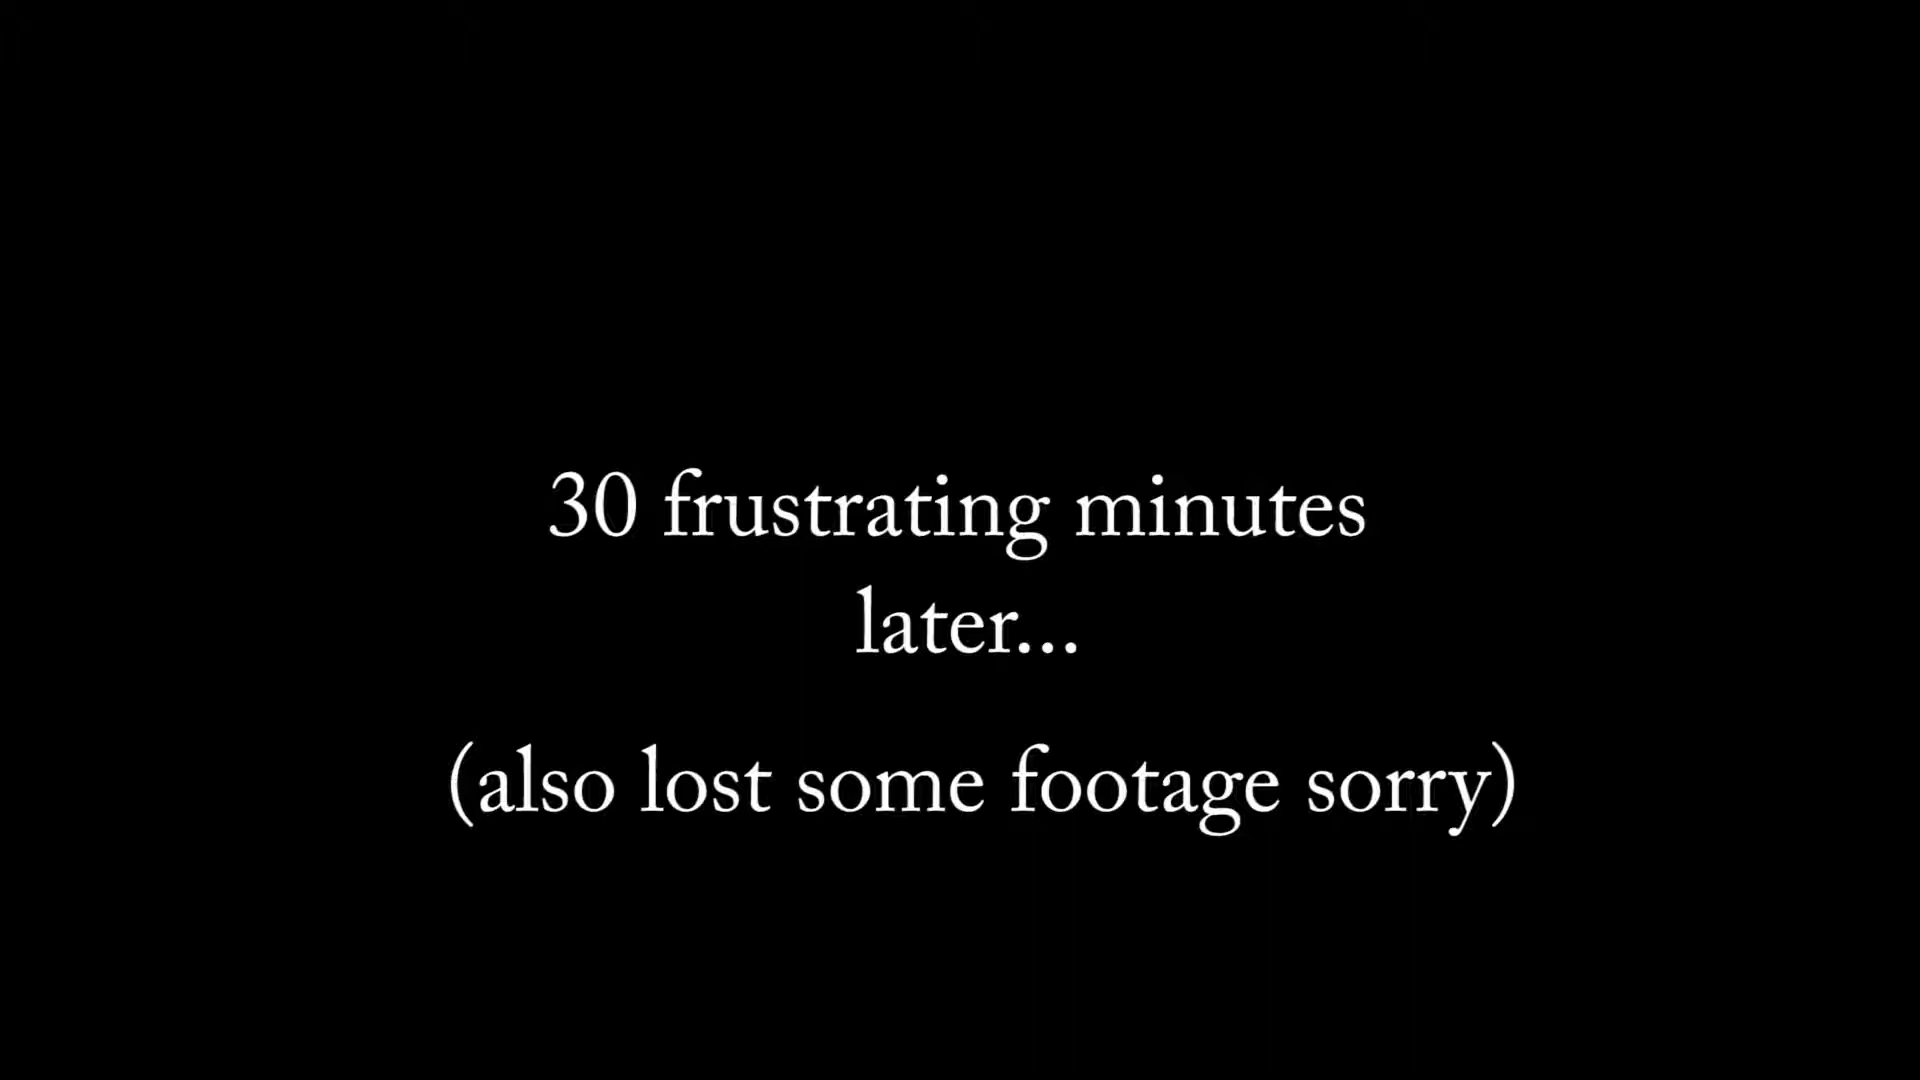 30 frustrating minutes
later...
(also lost some footage sorry)